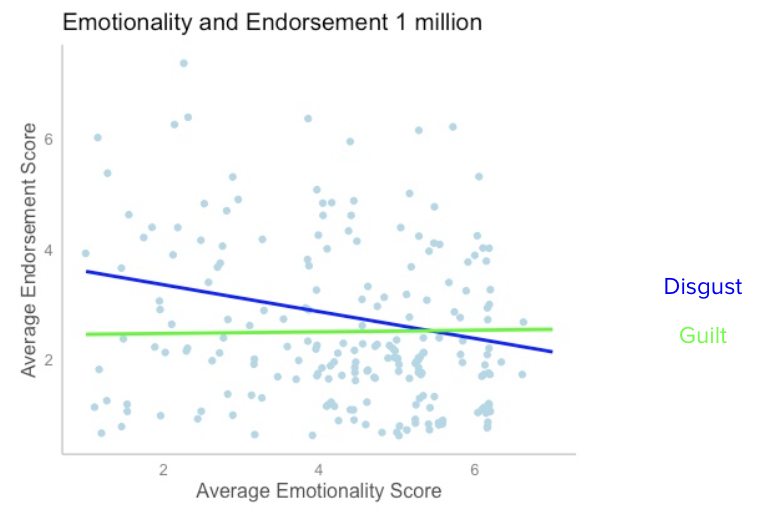 Emotionality and Endorsement 1 million
Average Endorsement Score
6
4
2
2 4 6
Average Emotionality Score
Disgust
Guilt